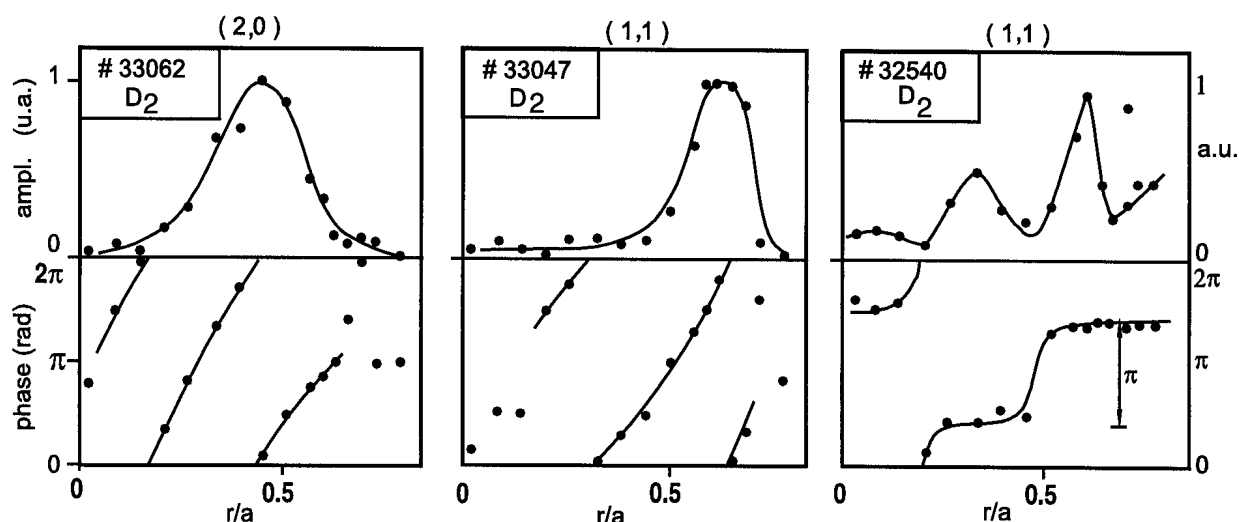 ( 2,0 )
( 1,1 )
( 1,1 )
# 33062
D2
# 33047
D2
# 32540
D2
1
ampl. (u.a.)
0
1
a.u.
0
2π
phase (rad)
π
0
π
2π
π
0
0
0.5
r/a
0
0.5
r/a
0
0.5
r/a